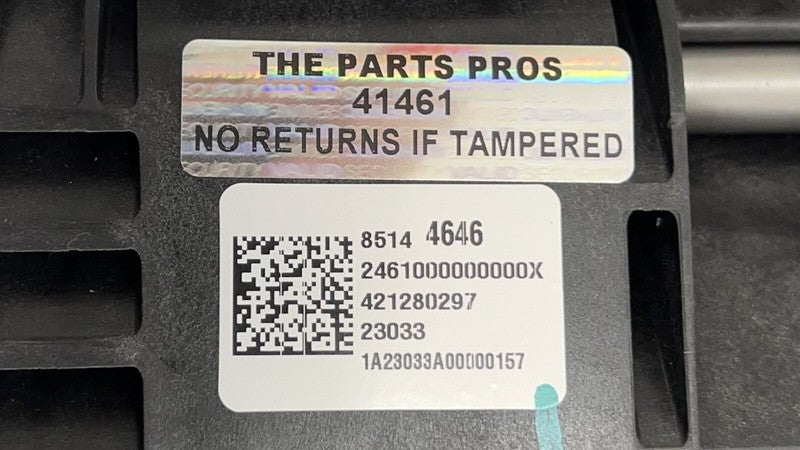 THE PARTS PROS
41461
NO RETURNS IF TAMPERED
8514 4646
2461000000000X
421280297
23033
1A23033A00000157